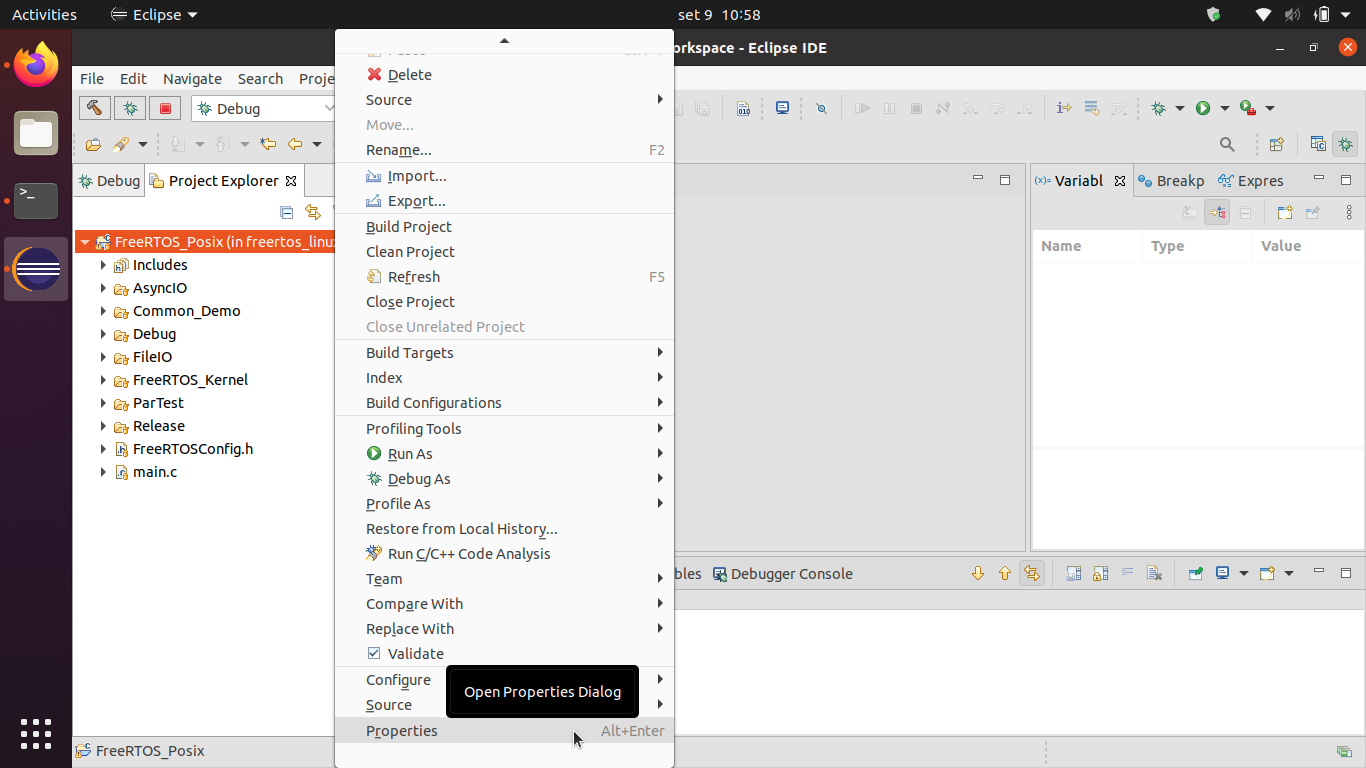 Activities
Eclipse
set 9 10:58
orkspace - Eclipse IDE
File Edit Navigate Search Proje
Debug
Debug
Project Explorer
FreeRTOS_Posix (in freertos_linu
Includes
AsyncIO
Common_Demo
Debug
FileIO
FreeRTOS_Kernel
ParTest
Release
FreeRTOSConfig.h
main.c
Delete
Source
Move...
Rename... F2
Import...
Export...
Build Project
Clean Project
Refresh F5
Close Project
Close Unrelated Project
Build Targets
Index
Build Configurations
Profiling Tools
Run As
Debug As
Profile As
Restore from Local History...
Run C/C++ Code Analysis
Team
Compare With
Replace With
Validate
Configure
Source
Open Properties Dialog
Properties Alt+Enter
(x)= Variabl
Breakp
Expres
Name Type Value
bles
Debugger Console
FreeRTOS_Posix